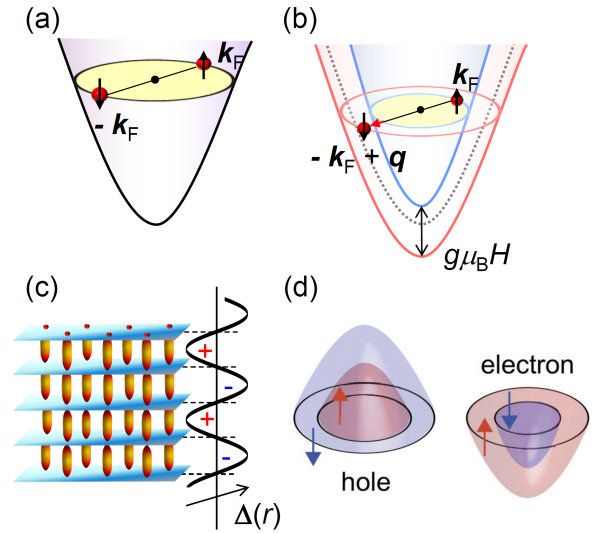 (a)
k_F
- k_F
(b)
k_F
- k_F + q
gμ_BH
(c)
+
-
+
-
Δ(r)
(d)
electron
hole